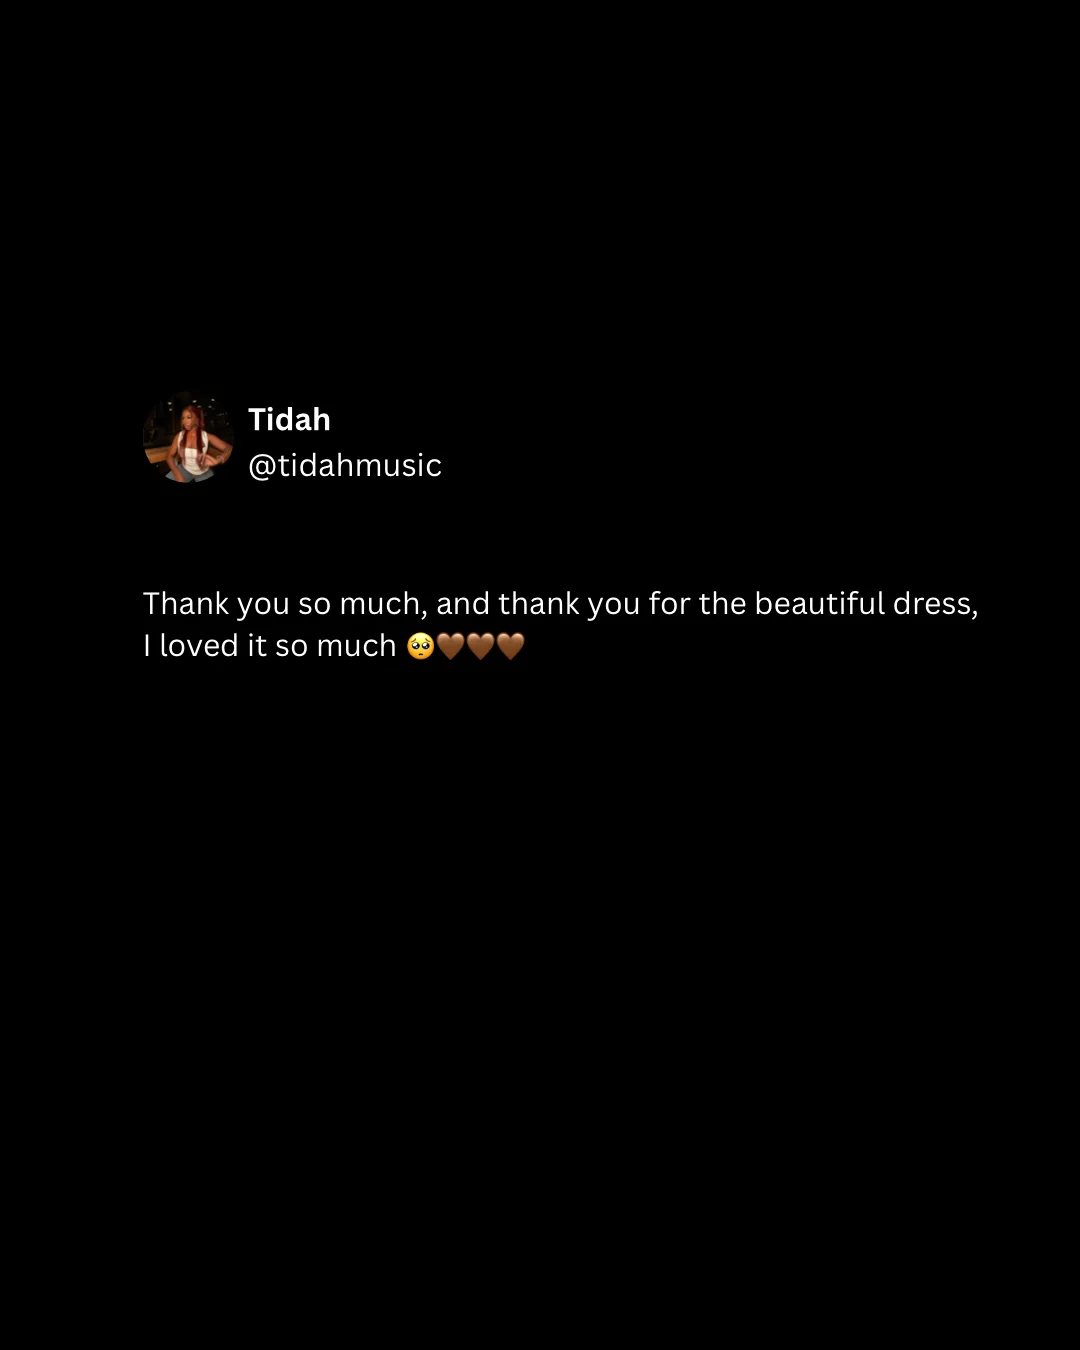 Tidah
@tidahmusic
Thank you so much, and thank you for the beautiful dress,
I loved it so much 🥺🤎🤎🤎